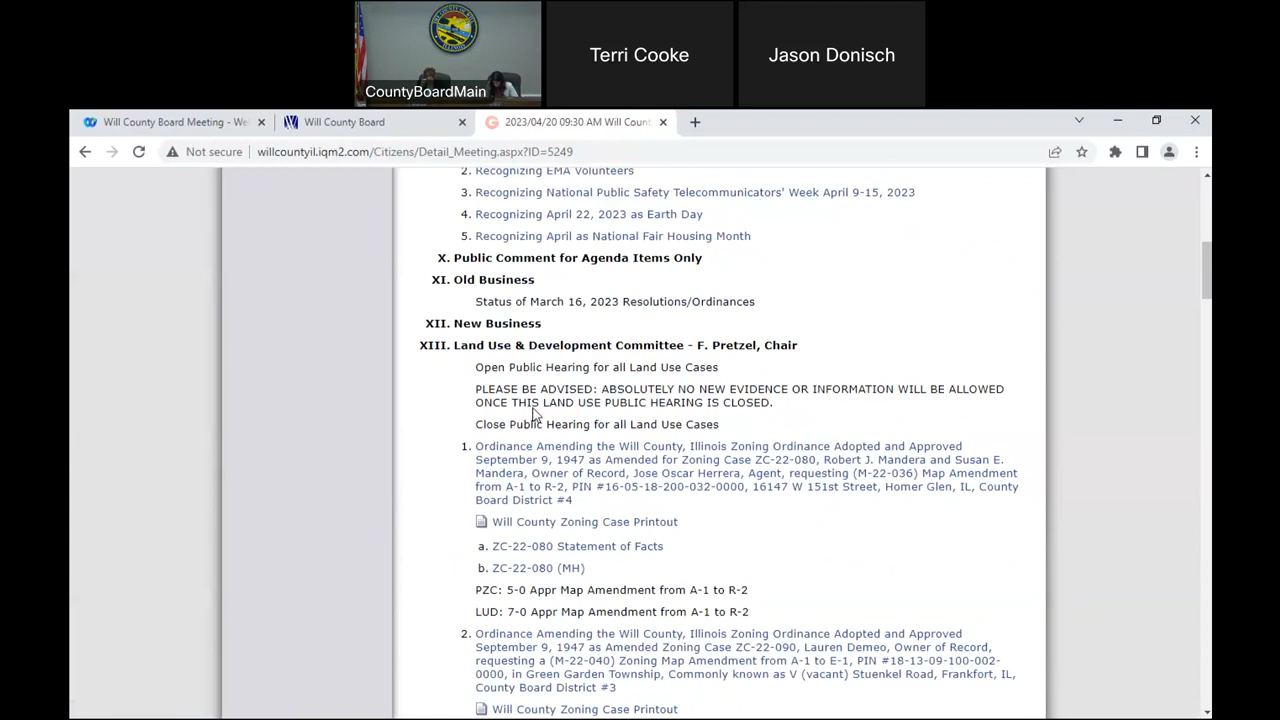 Terri Cooke
Jason Donisch
CountyBoardMain
Will County Board Meeting - We
Will County Board
2023/04/20 09:30 AM Will Count
Not secure
willcountyil.iqm2.com/Citizens/Detail_Meeting.aspx?ID=5249
2. Recognizing EMA Volunteers
3. Recognizing National Public Safety Telecommunicators' Week April 9-15, 2023
4. Recognizing April 22, 2023 as Earth Day
5. Recognizing April as National Fair Housing Month
X. Public Comment for Agenda Items Only
XI. Old Business
Status of March 16, 2023 Resolutions/Ordinances
XII. New Business
XIII. Land Use & Development Committee - F. Pretzel, Chair
Open Public Hearing for all Land Use Cases
PLEASE BE ADVISED: ABSOLUTELY NO NEW EVIDENCE OR INFORMATION WILL BE ALLOWED
ONCE THIS LAND USE PUBLIC HEARING IS CLOSED.
Close Public Hearing for all Land Use Cases
1. Ordinance Amending the Will County, Illinois Zoning Ordinance Adopted and Approved
September 9, 1947 as Amended for Zoning Case ZC-22-080, Robert J. Mandera and Susan E.
Mandera, Owner of Record, Jose Oscar Herrera, Agent, requesting (M-22-036) Map Amendment
from A-1 to R-2, PIN #16-05-18-200-032-0000, 16147 W 151st Street, Homer Glen, IL, County
Board District #4
Will County Zoning Case Printout
a. ZC-22-080 Statement of Facts
b. ZC-22-080 (MH)
PZC: 5-0 Appr Map Amendment from A-1 to R-2
LUD: 7-0 Appr Map Amendment from A-1 to R-2
2. Ordinance Amending the Will County, Illinois Zoning Ordinance Adopted and Approved
September 9, 1947 as Amended Zoning Case ZC-22-090, Lauren Demeo, Owner of Record,
requesting a (M-22-040) Zoning Map Amendment from A-1 to E-1, PIN #18-13-09-100-002-
0000, in Green Garden Township, Commonly known as V (vacant) Stuenkel Road, Frankfort, IL,
County Board District #3
Will County Zoning Case Printout